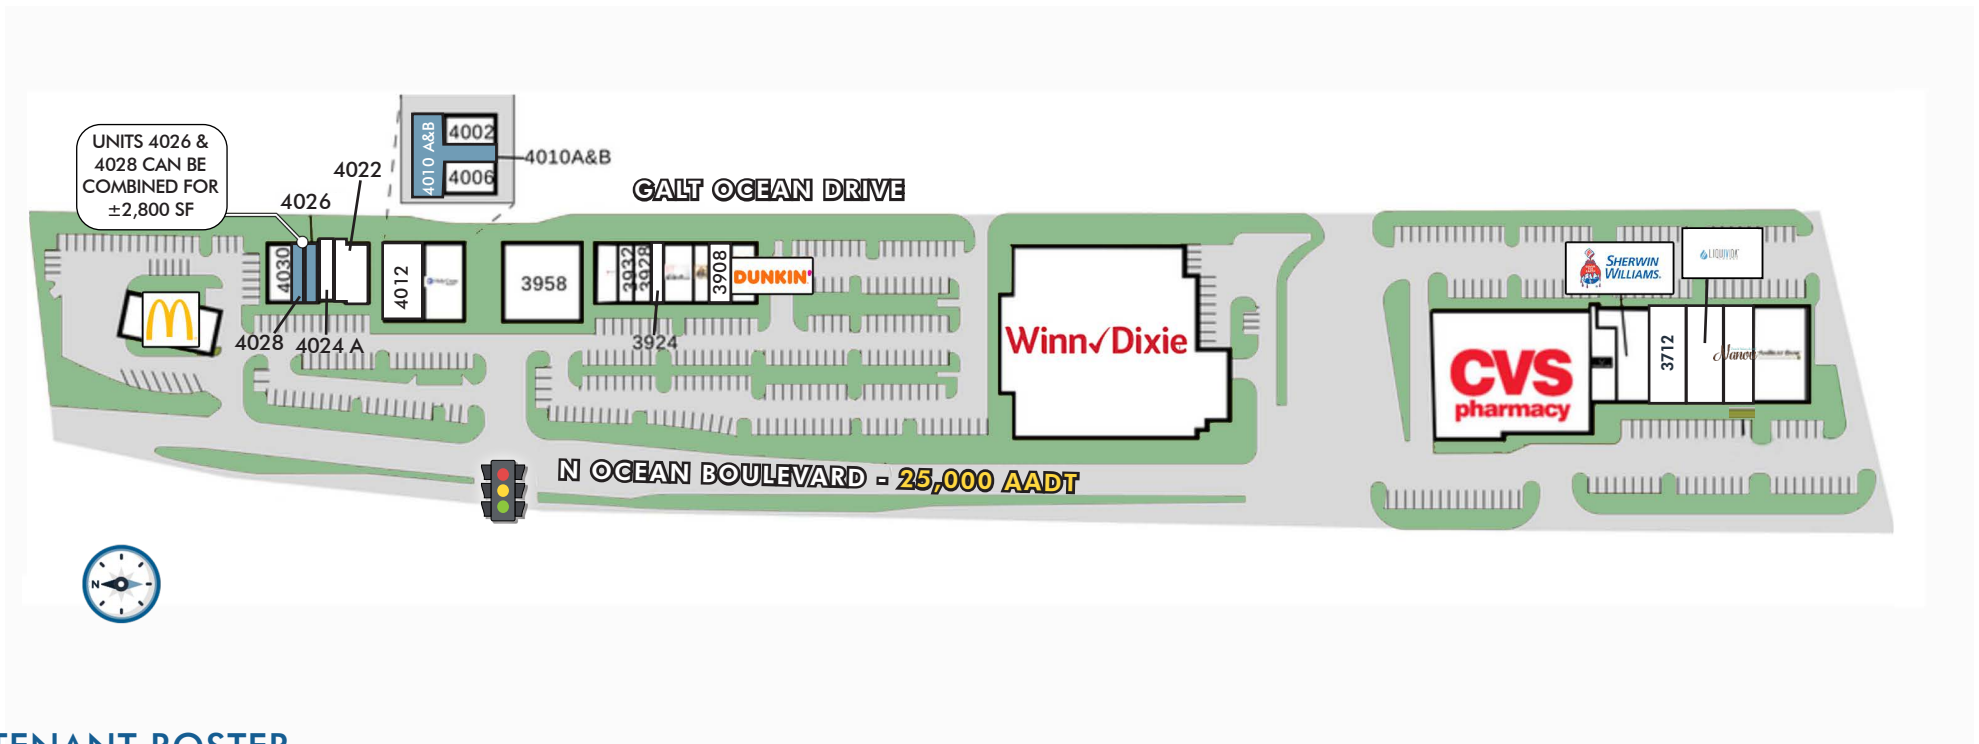 UNITS 4026 &
4028 CAN BE
COMBINED FOR
±2,800 SF
4026
4022
4010 A&B
4002
4006
4010A&B
GALT OCEAN DRIVE
4030
4028
4024 A
4012
3958
3932
3928
3924
3908
DUNKIN'
Winn✓Dixie
SHERWIN
WILLIAMS.
LIQUIVIDA
CVS
pharmacy
3712
Nanou
N OCEAN BOULEVARD - 25,000 AADT
N
TENANT ROSTER